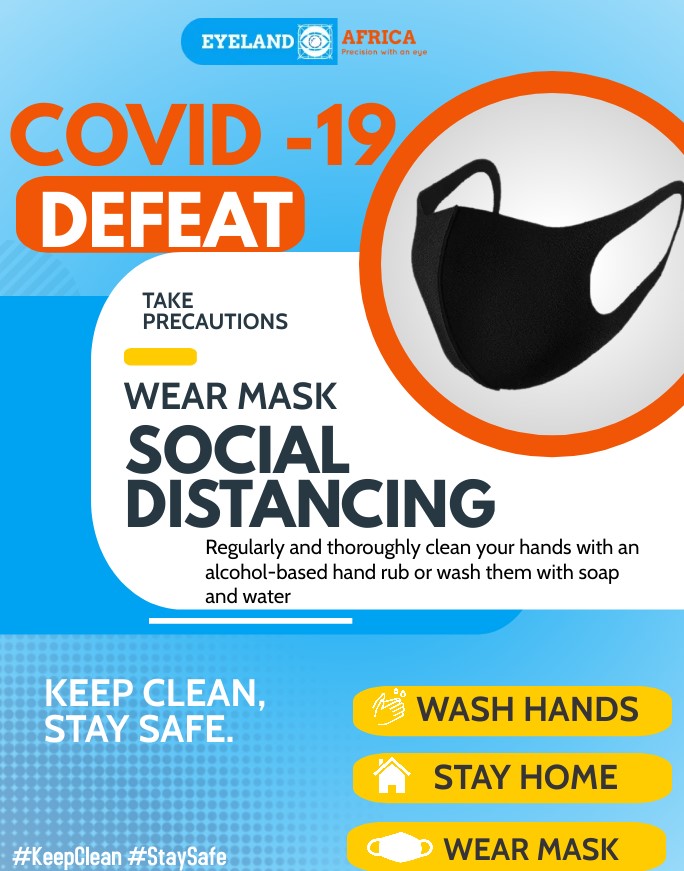 EYELAND AFRICA
Precision with an eye
COVID -19
DEFEAT
TAKE
PRECAUTIONS
WEAR MASK
SOCIAL
DISTANCING
Regularly and thoroughly clean your hands with an
alcohol-based hand rub or wash them with soap
and water
KEEP CLEAN,
STAY SAFE.
WASH HANDS
STAY HOME
WEAR MASK
#KeepClean #StaySafe